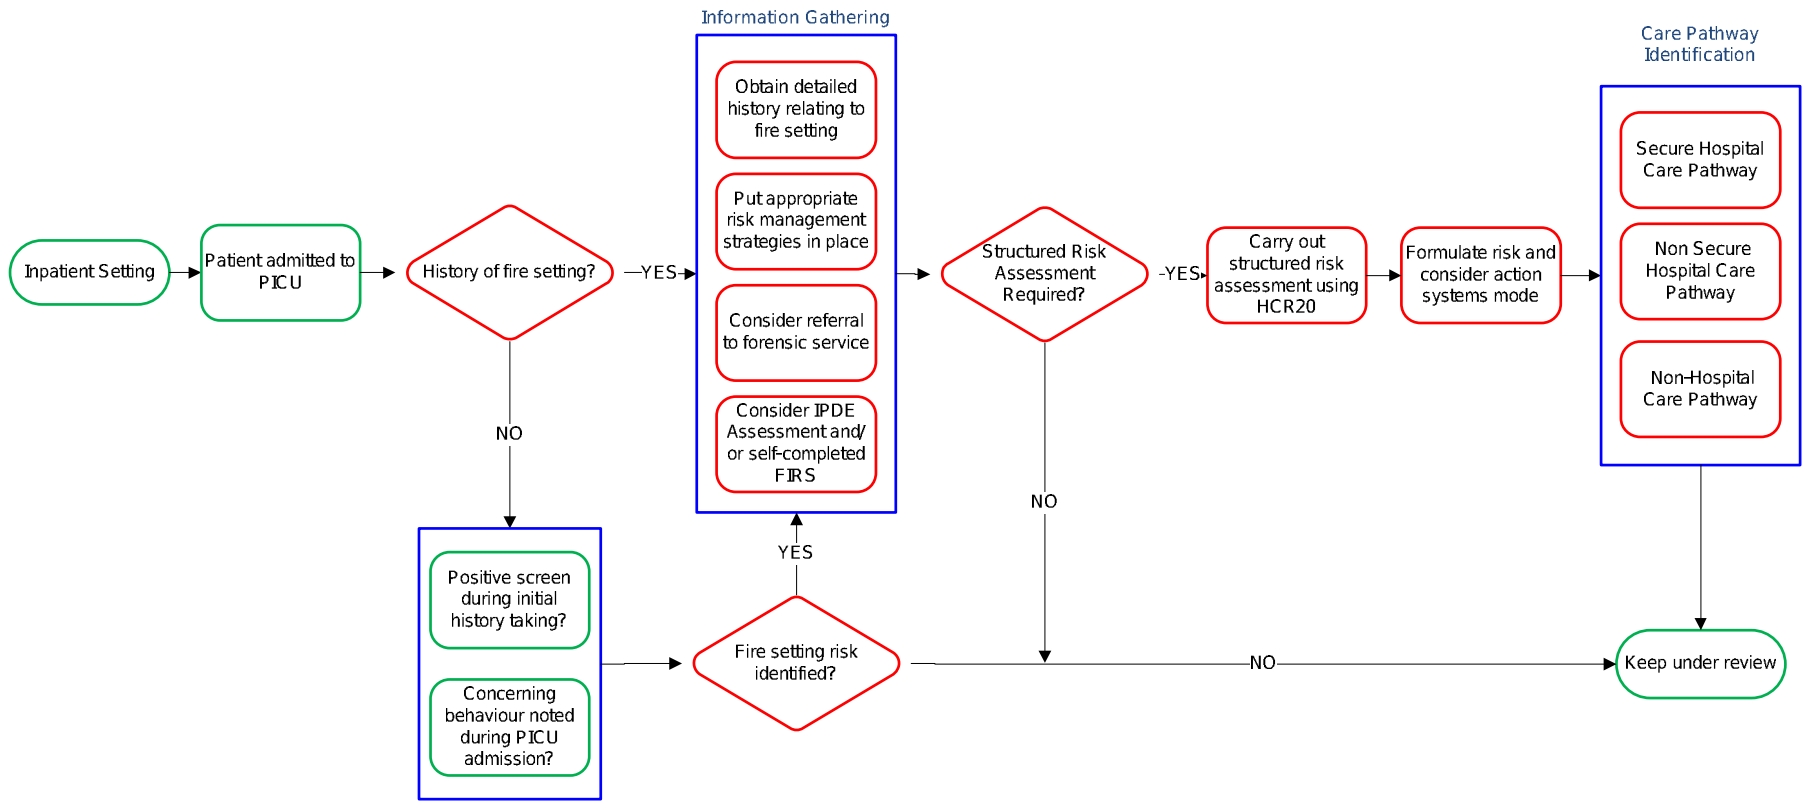 Information Gathering
Care Pathway
Identification
Obtain detailed
history relating to
fire setting
Put appropriate
risk management
strategies in place
Consider referral
to forensic service
Consider IPDE
Assessment and/
or self-completed
FIRS
Secure Hospital
Care Pathway
Non Secure
Hospital Care
Pathway
Non-Hospital
Care Pathway
Inpatient Setting
Patient admitted to
PICU
History of fire setting?
YES
Structured Risk
Assessment
Required?
YES
Carry out
structured risk
assessment using
HCR20
Formulate risk and
consider action
systems mode
NO
NO
YES
Positive screen
during initial
history taking?
Concerning
behaviour noted
during PICU
admission?
Fire setting risk
identified?
NO
Keep under review